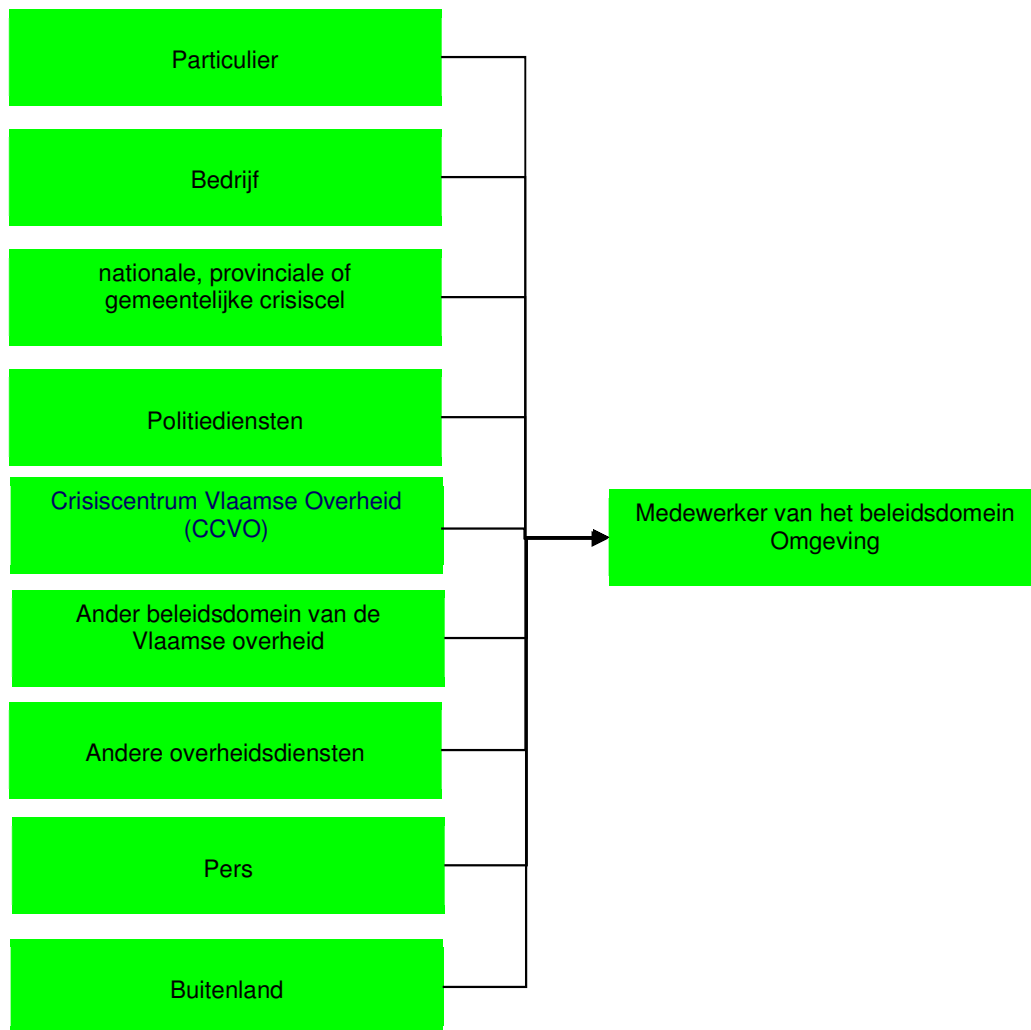 Particulier
Bedrijf
nationale, provinciale of
gemeentelijke crisiscel
Politiediensten
Crisiscentrum Vlaamse Overheid
(CCVO)
Medewerker van het beleidsdomein
Omgeving
Ander beleidsdomein van de
Vlaamse overheid
Andere overheidsdiensten
Pers
Buitenland